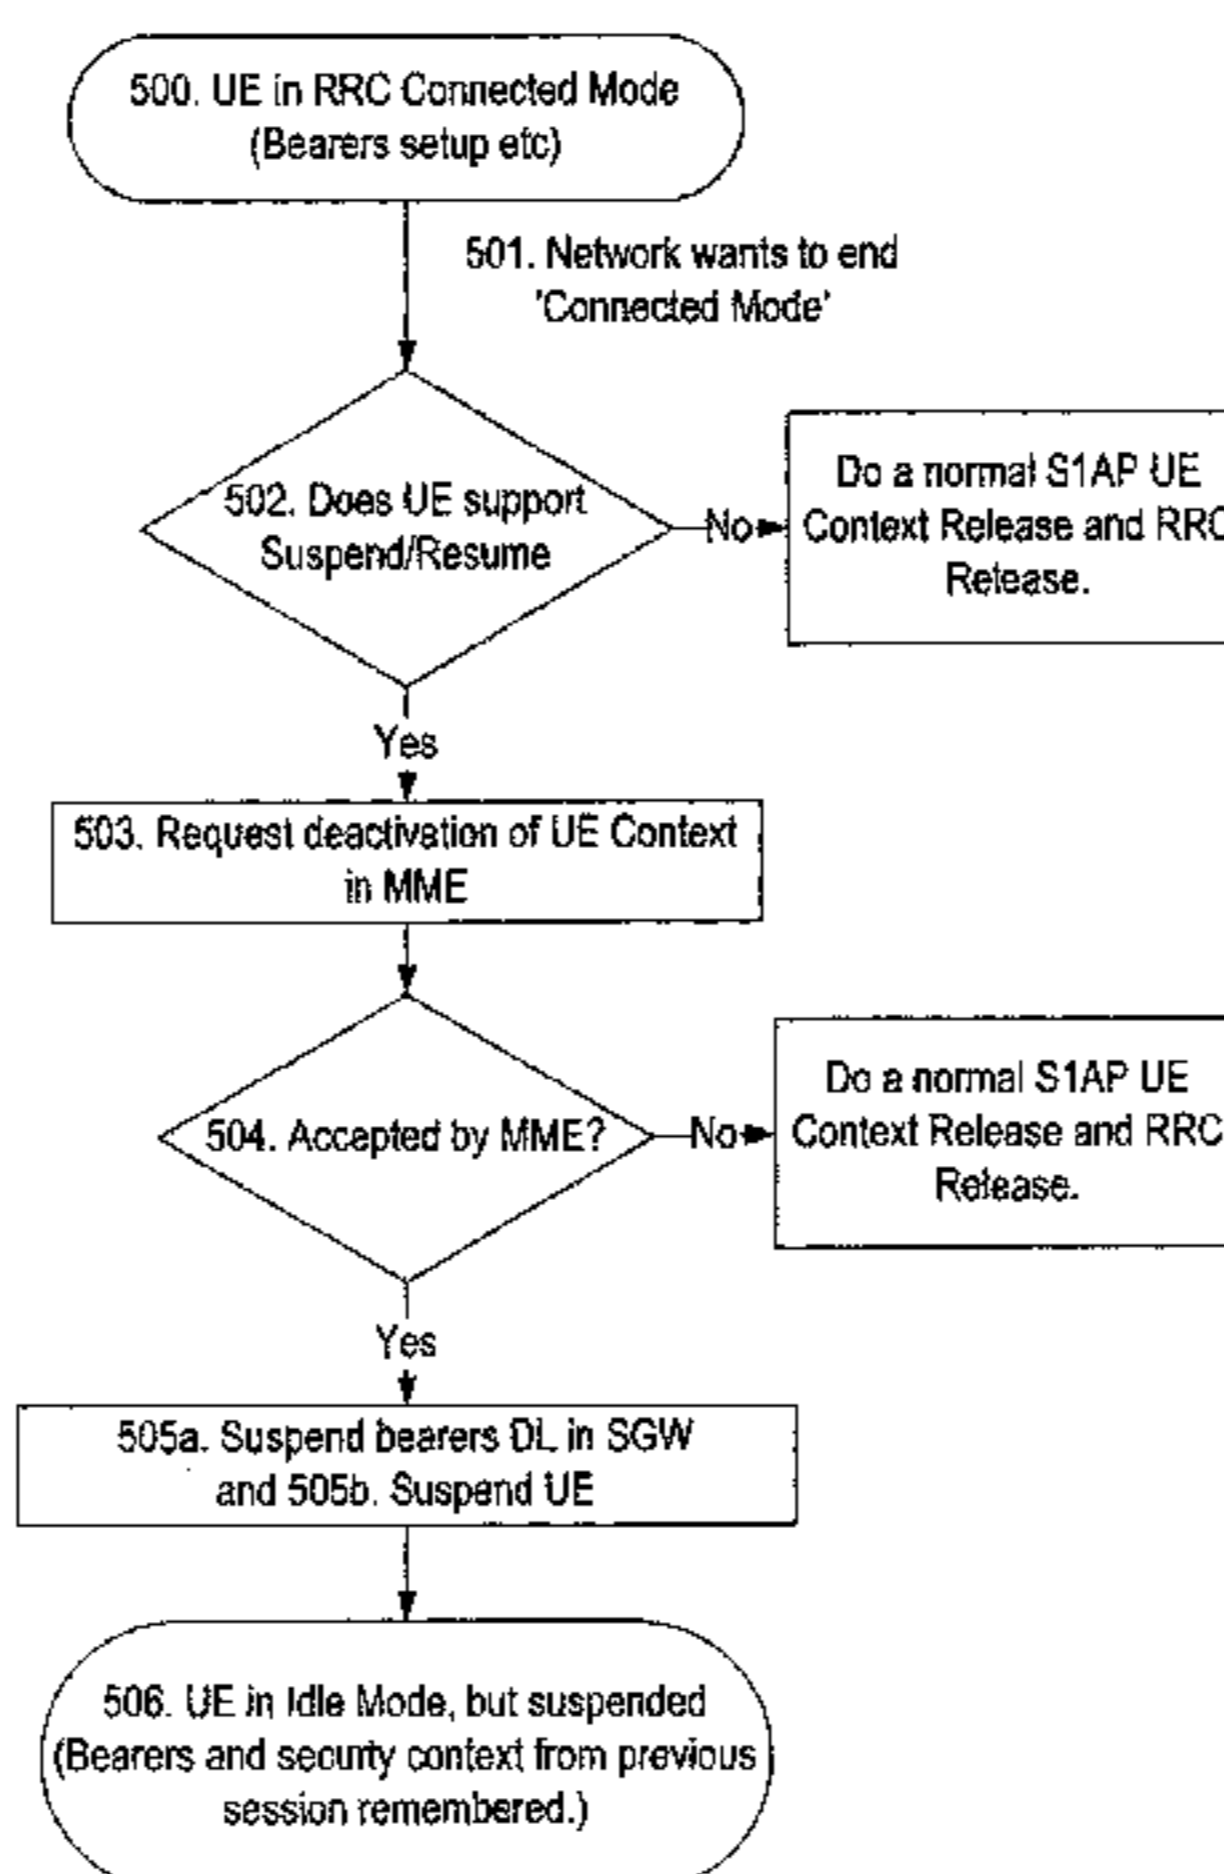 500. UE in RRC Connected Mode
(Bearers setup etc)
501. Network wants to end
'Connected Mode'
502. Does UE support
Suspend/Resume
No
Do a normal S1AP UE
Context Release and RRC
Release.
Yes
503. Request deactivation of UE Context
in MME
504. Accepted by MME?
No
Do a normal S1AP UE
Context Release and RRC
Release.
Yes
505a. Suspend bearers DL in SGW
and 505b. Suspend UE
506. UE in Idle Mode, but suspended
(Bearers and security context from previous
session remembered.)